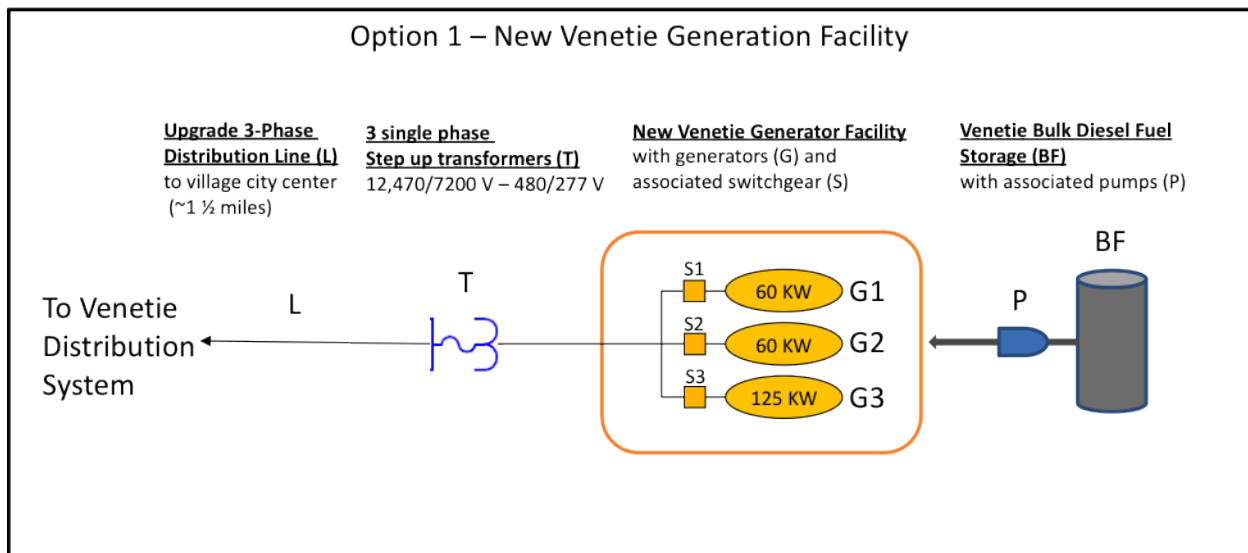 Option 1 – New Venetie Generation Facility
Upgrade 3-Phase
Distribution Line (L)
to village city center
(~1 ½ miles)
3 single phase
Step up transformers (T)
12,470/7200 V – 480/277 V
New Venetie Generator Facility
with generators (G) and
associated switchgear (S)
Venetie Bulk Diesel Fuel
Storage (BF)
with associated pumps (P)
To Venetie
Distribution
System
L
T
S1
60 KW
G1
S2
60 KW
G2
S3
125 KW
G3
P
BF